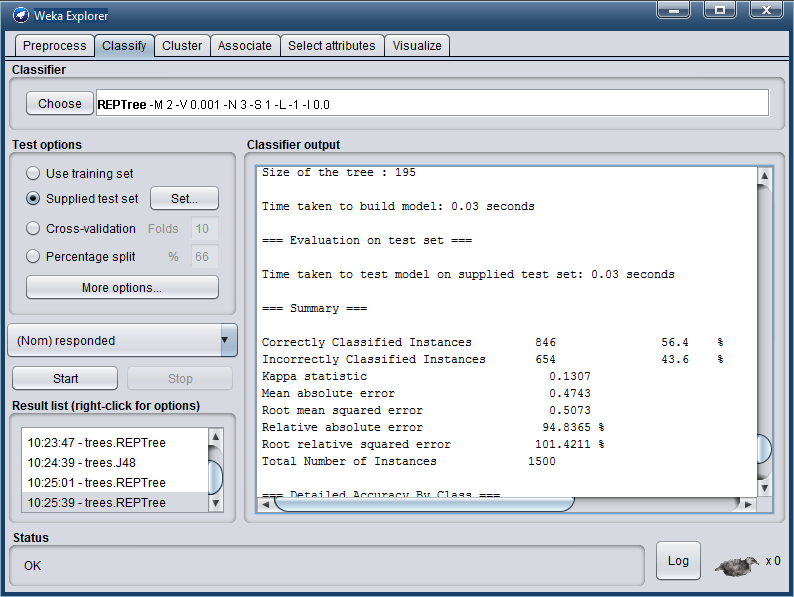 Weka Explorer
Preprocess Classify Cluster Associate Select attributes Visualize
Classifier
Choose REPTree -M 2 -V 0.001 -N 3 -S 1 -L -1 -I 0.0
Test options
Use training set
Supplied test set Set...
Cross-validation Folds 10
Percentage split % 66
More options...
(Nom) responded
Start Stop
Result list (right-click for options)
10:23:47 - trees.REPTree
10:24:39 - trees.J48
10:25:01 - trees.REPTree
10:25:39 - trees.REPTree
Classifier output
Size of the tree : 195
Time taken to build model: 0.03 seconds
=== Evaluation on test set ===
Time taken to test model on supplied test set: 0.03 seconds
=== Summary ===
Correctly Classified Instances 846 56.4 %
Incorrectly Classified Instances 654 43.6 %
Kappa statistic 0.1307
Mean absolute error 0.4743
Root mean squared error 0.5073
Relative absolute error 94.8365 %
Root relative squared error 101.4211 %
Total Number of Instances 1500
=== Detailed Accuracy By Class ===
Status
OK
Log
x 0